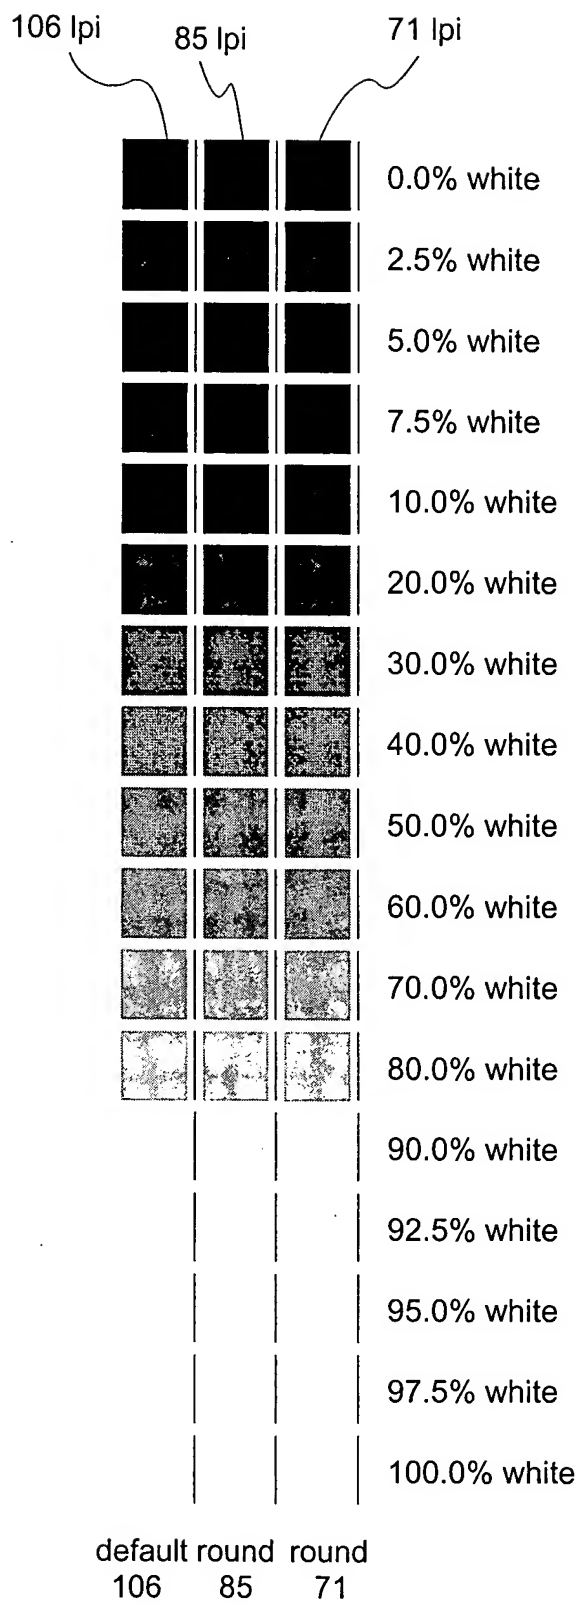 106 lpi
85 lpi
71 lpi
0.0% white
2.5% white
5.0% white
7.5% white
10.0% white
20.0% white
30.0% white
40.0% white
50.0% white
60.0% white
70.0% white
80.0% white
90.0% white
92.5% white
95.0% white
97.5% white
100.0% white
default round round
106 85 71